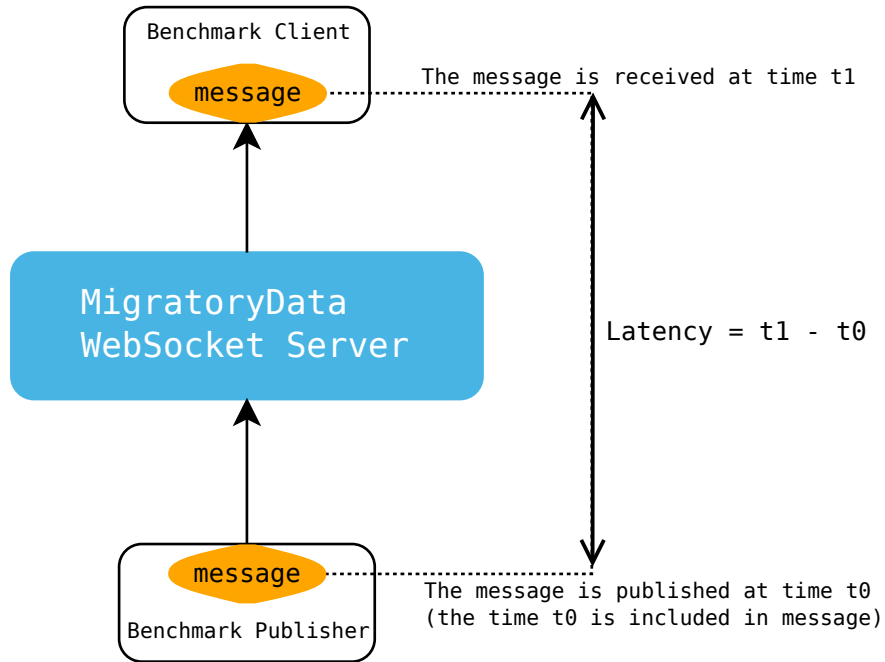 Benchmark Client
message
The message is received at time t1
MigratoryData
WebSocket Server
Latency = t1 - t0
message
The message is published at time t0
(the time t0 is included in message)
Benchmark Publisher